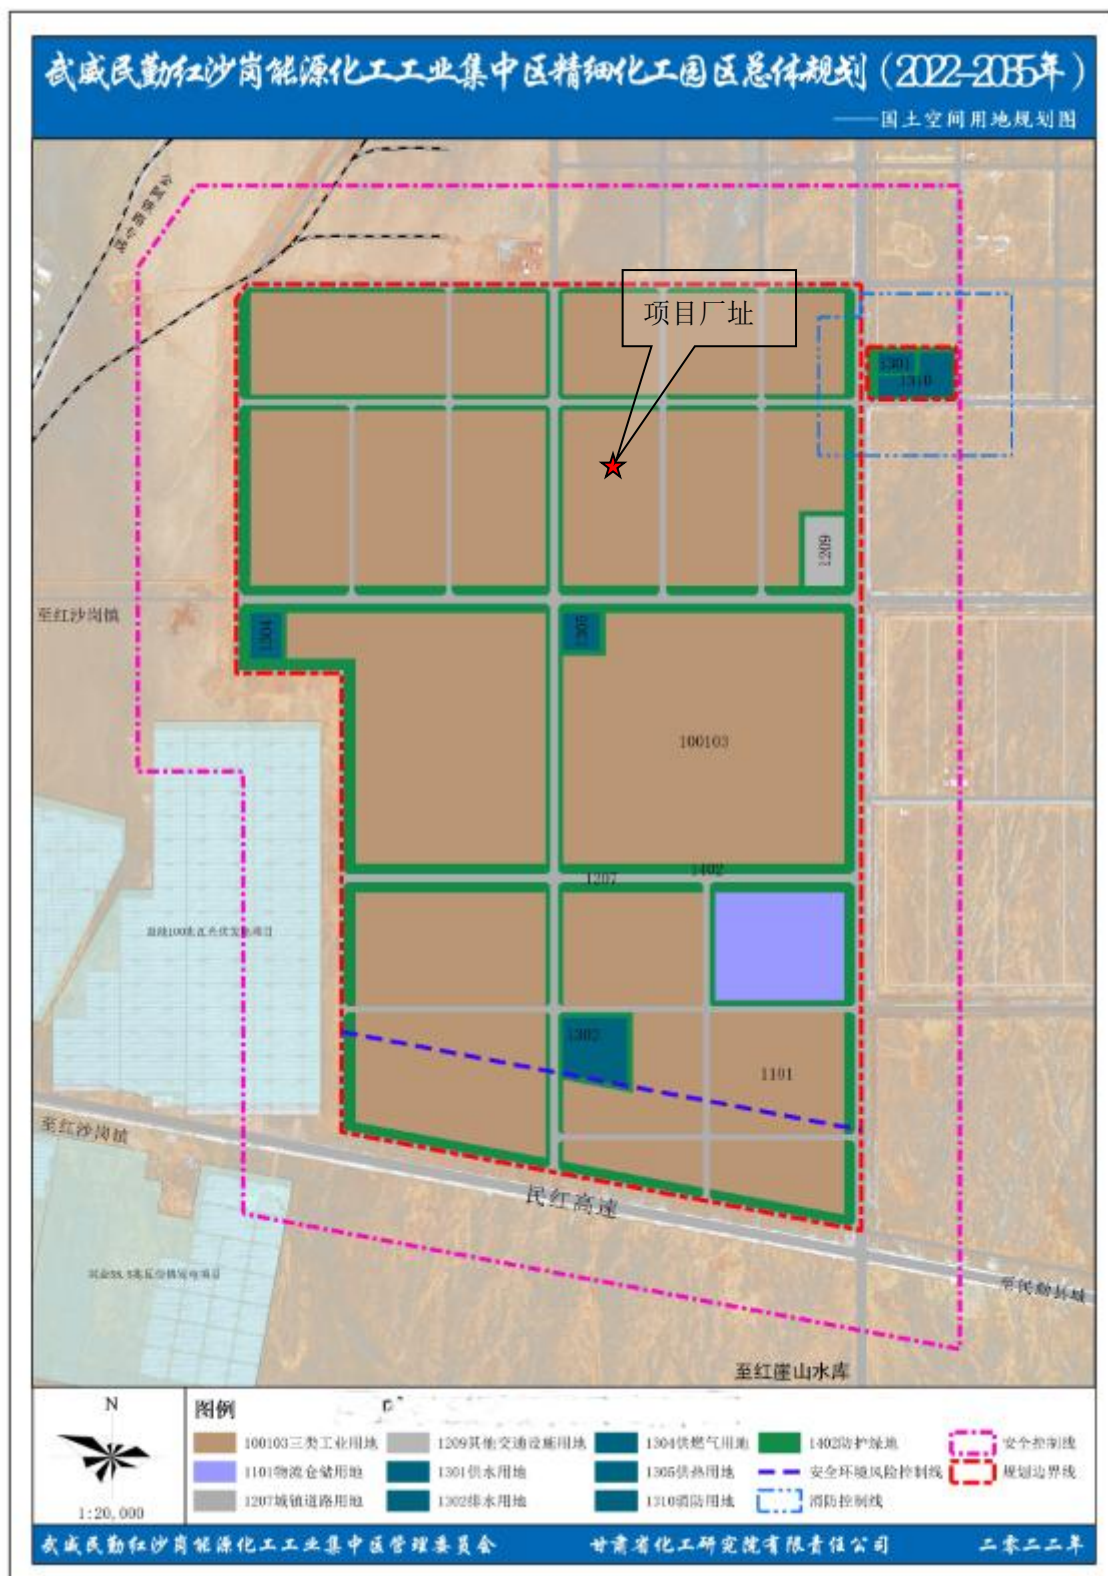 武威民勤红沙岗能源化工工业集中区精细化工园区总体规划（2022-2035年）
——国土空间用地规划图
项目厂址
1301
1310
1209
至红沙岗镇
1304
1305
100103
1402
1207
1302
1101
至红沙岗镇
民红高速
至民勤县城
至红崖山水库
N
1:20,000
图例
100103三类工业用地
1209其他交通设施用地
1304供燃气用地
1402防护绿地
安全控制线
1101物流仓储用地
1301供水用地
1305供热用地
安全环境风险控制线
规划边界线
1207城镇道路用地
1302排水用地
1310消防用地
消防控制线
武威民勤红沙岗能源化工工业集中区管理委员会
甘肃省化工研究院有限责任公司
二零二二年